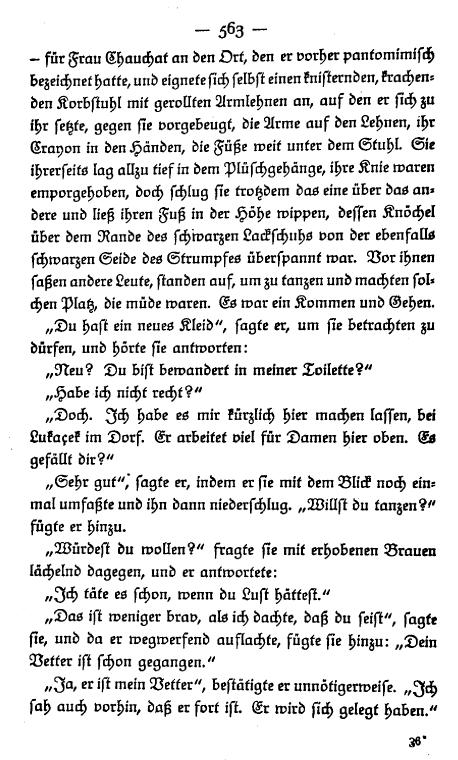 — 563 —
– für Frau Chauchat an den Ort, den er vorher pantomimisch
bezeichnet hatte, und eignete sich selbst einen knisternden, krachen-
den Korbstuhl mit gerollten Armlehnen an, auf den er sich zu
ihr setzte, gegen sie vorgebeugt, die Arme auf den Lehnen, ihr
Crayon in den Händen, die Füße weit unter dem Stuhl. Sie
ihrerseits lag allzu tief in dem Plüschgehänge, ihre Knie waren
emporgehoben, doch schlug sie trotzdem das eine über das an-
dere und ließ ihren Fuß in der Höhe wippen, dessen Knöchel
über dem Rande des schwarzen Lackschuhs von der ebenfalls
schwarzen Seide des Strumpfes überspannt war. Vor ihnen
saßen andere Leute, standen auf, um zu tanzen und machten sol-
chen Platz, die müde waren. Es war ein Kommen und Gehen.
„Du hast ein neues Kleid“, sagte er, um sie betrachten zu
dürfen, und hörte sie antworten:
„Neu? Du bist bewandert in meiner Toilette?“
„Habe ich nicht recht?“
„Doch. Ich habe es mir kürzlich hier machen lassen, bei
Lukaçek im Dorf. Er arbeitet viel für Damen hier oben. Es
gefällt dir?“
„Sehr gut“, sagte er, indem er sie mit dem Blick noch ein-
mal umfaßte und ihn dann niederschlug. „Willst du tanzen?“
fügte er hinzu.
„Würdest du wollen?“ fragte sie mit erhobenen Brauen
lächelnd dagegen, und er antwortete:
„Ich täte es schon, wenn du Lust hättest.“
„Das ist weniger brav, als ich dachte, daß du seist“, sagte
sie, und da er wegwerfend auflachte, fügte sie hinzu: „Dein
Vetter ist schon gegangen.“
„Ja, er ist mein Vetter“, bestätigte er unnötigerweise. „Ich
sah auch vorhin, daß er fort ist. Er wird sich gelegt haben.“
36*